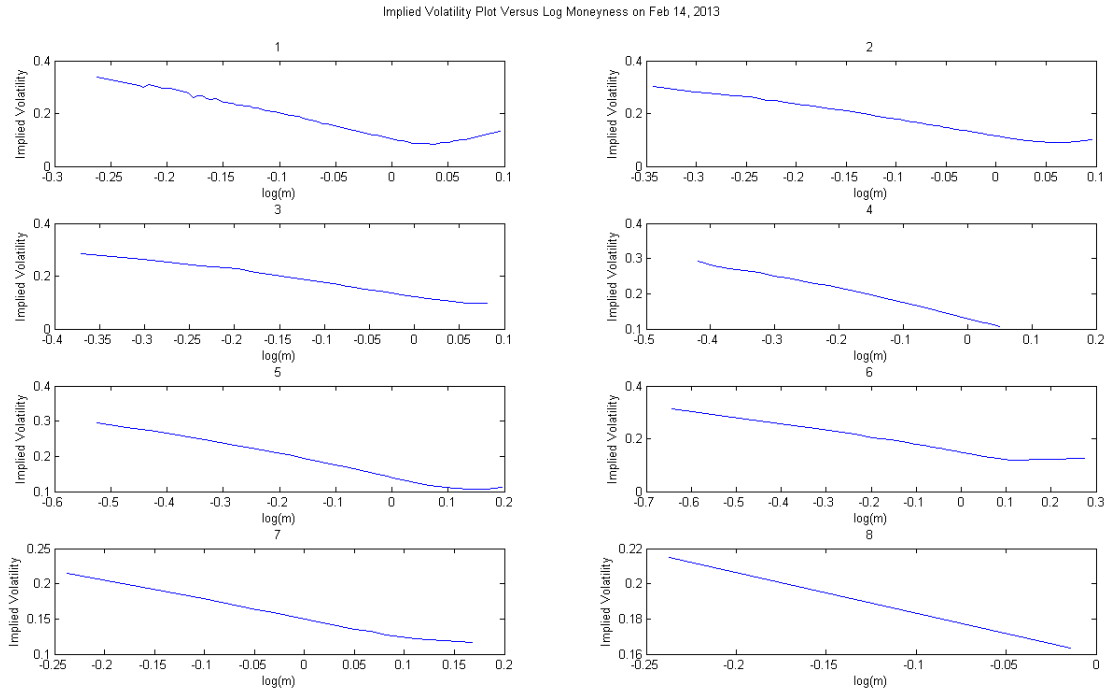 Implied Volatility Plot Versus Log Moneyness on Feb 14, 2013
1
Implied Volatility
0.4
0.2
0
-0.3 -0.25 -0.2 -0.15 -0.1 -0.05 0 0.05 0.1
log(m)
2
Implied Volatility
0.4
0.2
0
-0.35 -0.3 -0.25 -0.2 -0.15 -0.1 -0.05 0 0.05 0.1
log(m)
3
Implied Volatility
0.4
0.2
0
-0.4 -0.35 -0.3 -0.25 -0.2 -0.15 -0.1 -0.05 0 0.05 0.1
log(m)
4
Implied Volatility
0.4
0.3
0.2
0.1
-0.5 -0.4 -0.3 -0.2 -0.1 0 0.1 0.2
log(m)
5
Implied Volatility
0.4
0.3
0.2
0.1
-0.6 -0.5 -0.4 -0.3 -0.2 -0.1 0 0.1 0.2
log(m)
6
Implied Volatility
0.4
0.2
0
-0.7 -0.6 -0.5 -0.4 -0.3 -0.2 -0.1 0 0.1 0.2 0.3
log(m)
7
Implied Volatility
0.25
0.2
0.15
0.1
-0.25 -0.2 -0.15 -0.1 -0.05 0 0.05 0.1 0.15 0.2
log(m)
8
Implied Volatility
0.22
0.2
0.18
0.16
-0.25 -0.2 -0.15 -0.1 -0.05 0
log(m)